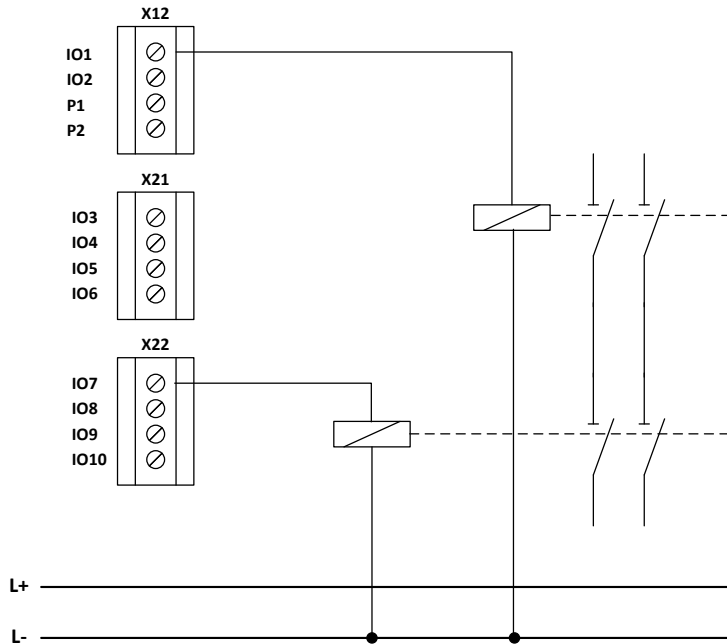 X12
IO1
IO2
P1
P2
X21
IO3
IO4
IO5
IO6
X22
IO7
IO8
IO9
IO10
L+
L-